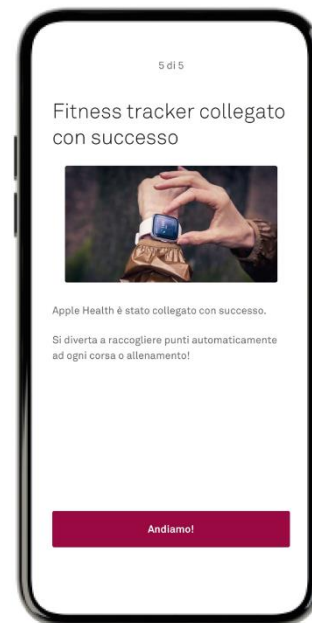 5 di 5
Fitness tracker collegato
con successo
Apple Health è stato collegato con successo.
Si diverta a raccogliere punti automaticamente
ad ogni corsa o allenamento!
Andiamo!